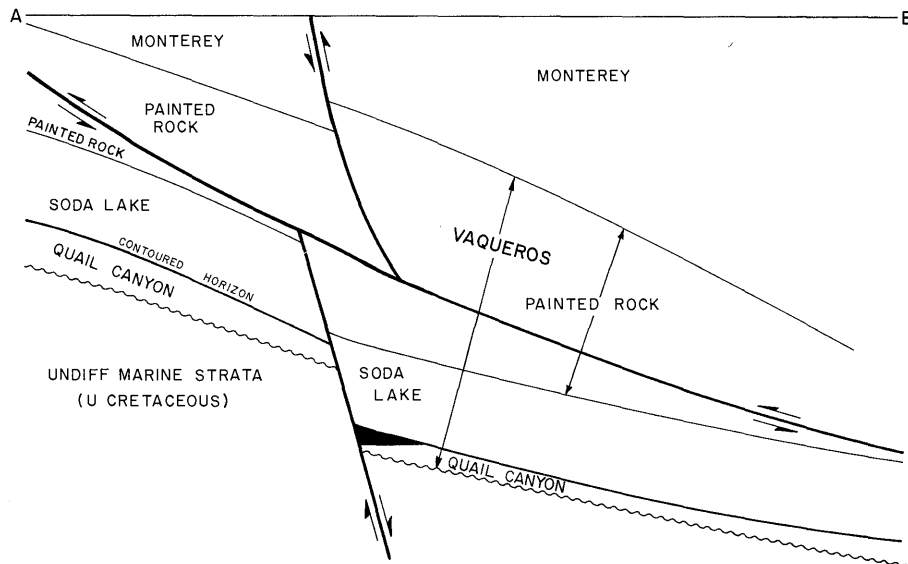 A
B
MONTEREY
MONTEREY
PAINTED
ROCK
PAINTED ROCK
SODA LAKE
VAQUEROS
CONTOURED HORIZON
QUAIL CANYON
PAINTED ROCK
UNDIFF MARINE STRATA
(U CRETACEOUS)
SODA
LAKE
QUAIL CANYON